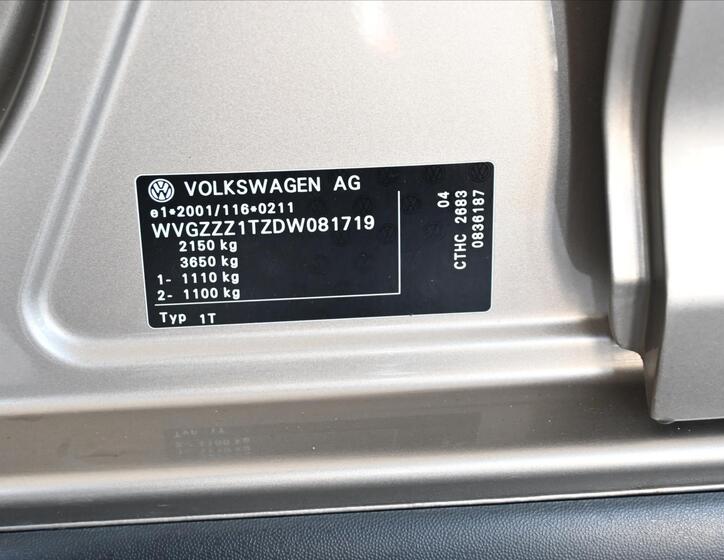 VOLKSWAGEN AG
e1*2001/116*0211
WVGZZZ1TZDW081719
2150 kg
3650 kg
1- 1110 kg
2- 1100 kg
Typ 1T
04
CTHC 2683
0836187